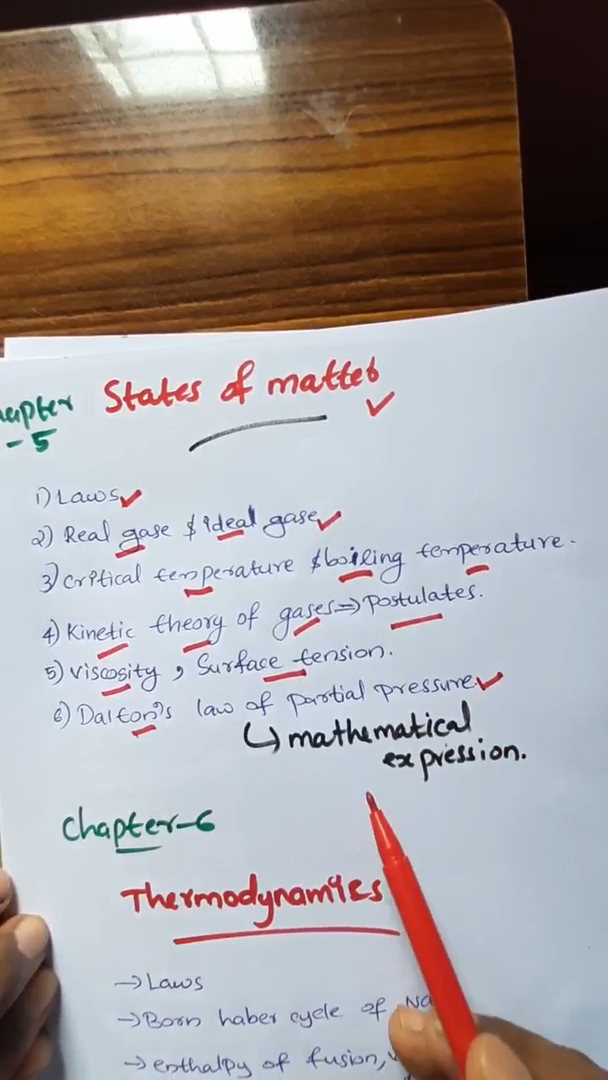 hapter States of matter
- 5
1) Laws
2) Real gase & ideal gase
3) Critical temperature & boiling temperature.
4) Kinetic theory of gases => Postulates.
5) Viscosity, Surface tension.
6) Dalton's law of partial pressure
↳ mathematical
expression.
Chapter-6
Thermodynamics
→ Laws
→ Born haber cycle of
→ enthalpy of fusion,